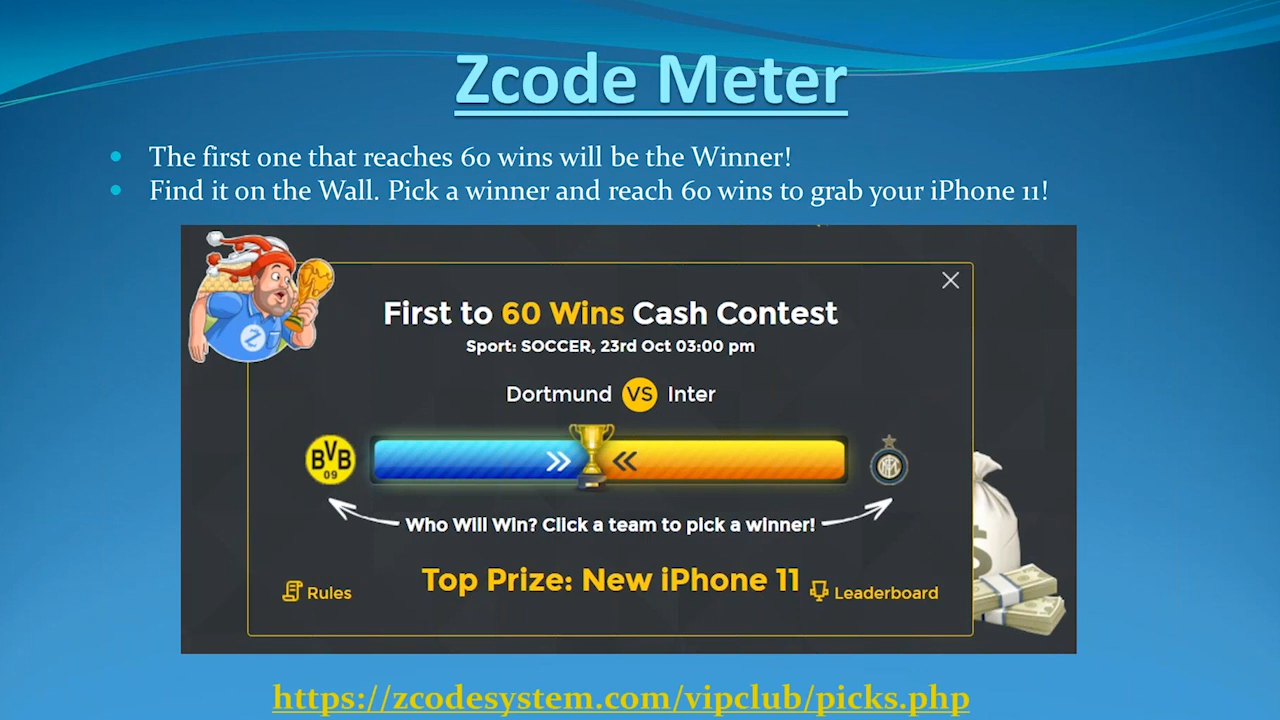 Zcode Meter
The first one that reaches 60 wins will be the Winner!
Find it on the Wall. Pick a winner and reach 60 wins to grab your iPhone 11!
First to 60 Wins Cash Contest
Sport: SOCCER, 23rd Oct 03:00 pm
Dortmund VS Inter
BVB
09
Who Will Win? Click a team to pick a winner!
Top Prize: New iPhone 11
Rules
Leaderboard
https://zcodesystem.com/vipclub/picks.php